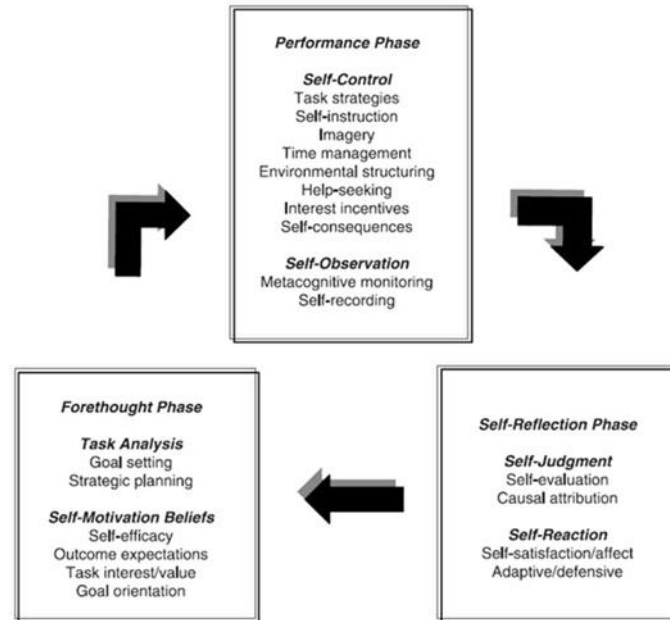 Performance Phase
Self-Control
Task strategies
Self-instruction
Imagery
Time management
Environmental structuring
Help-seeking
Interest incentives
Self-consequences
Self-Observation
Metacognitive monitoring
Self-recording
Forethought Phase
Task Analysis
Goal setting
Strategic planning
Self-Motivation Beliefs
Self-efficacy
Outcome expectations
Task interest/value
Goal orientation
Self-Reflection Phase
Self-Judgment
Self-evaluation
Causal attribution
Self-Reaction
Self-satisfaction/affect
Adaptive/defensive